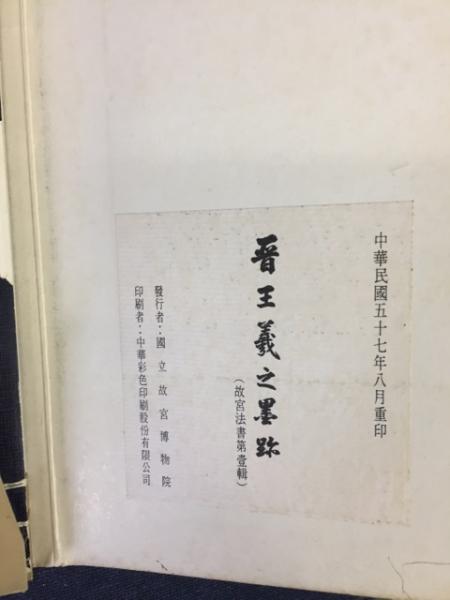 中華民國五十七年八月重印
晉王羲之墨跡
(故宮法書第壹輯)
發行者：國立故宮博物院
印刷者：中華彩色印刷股份有限公司